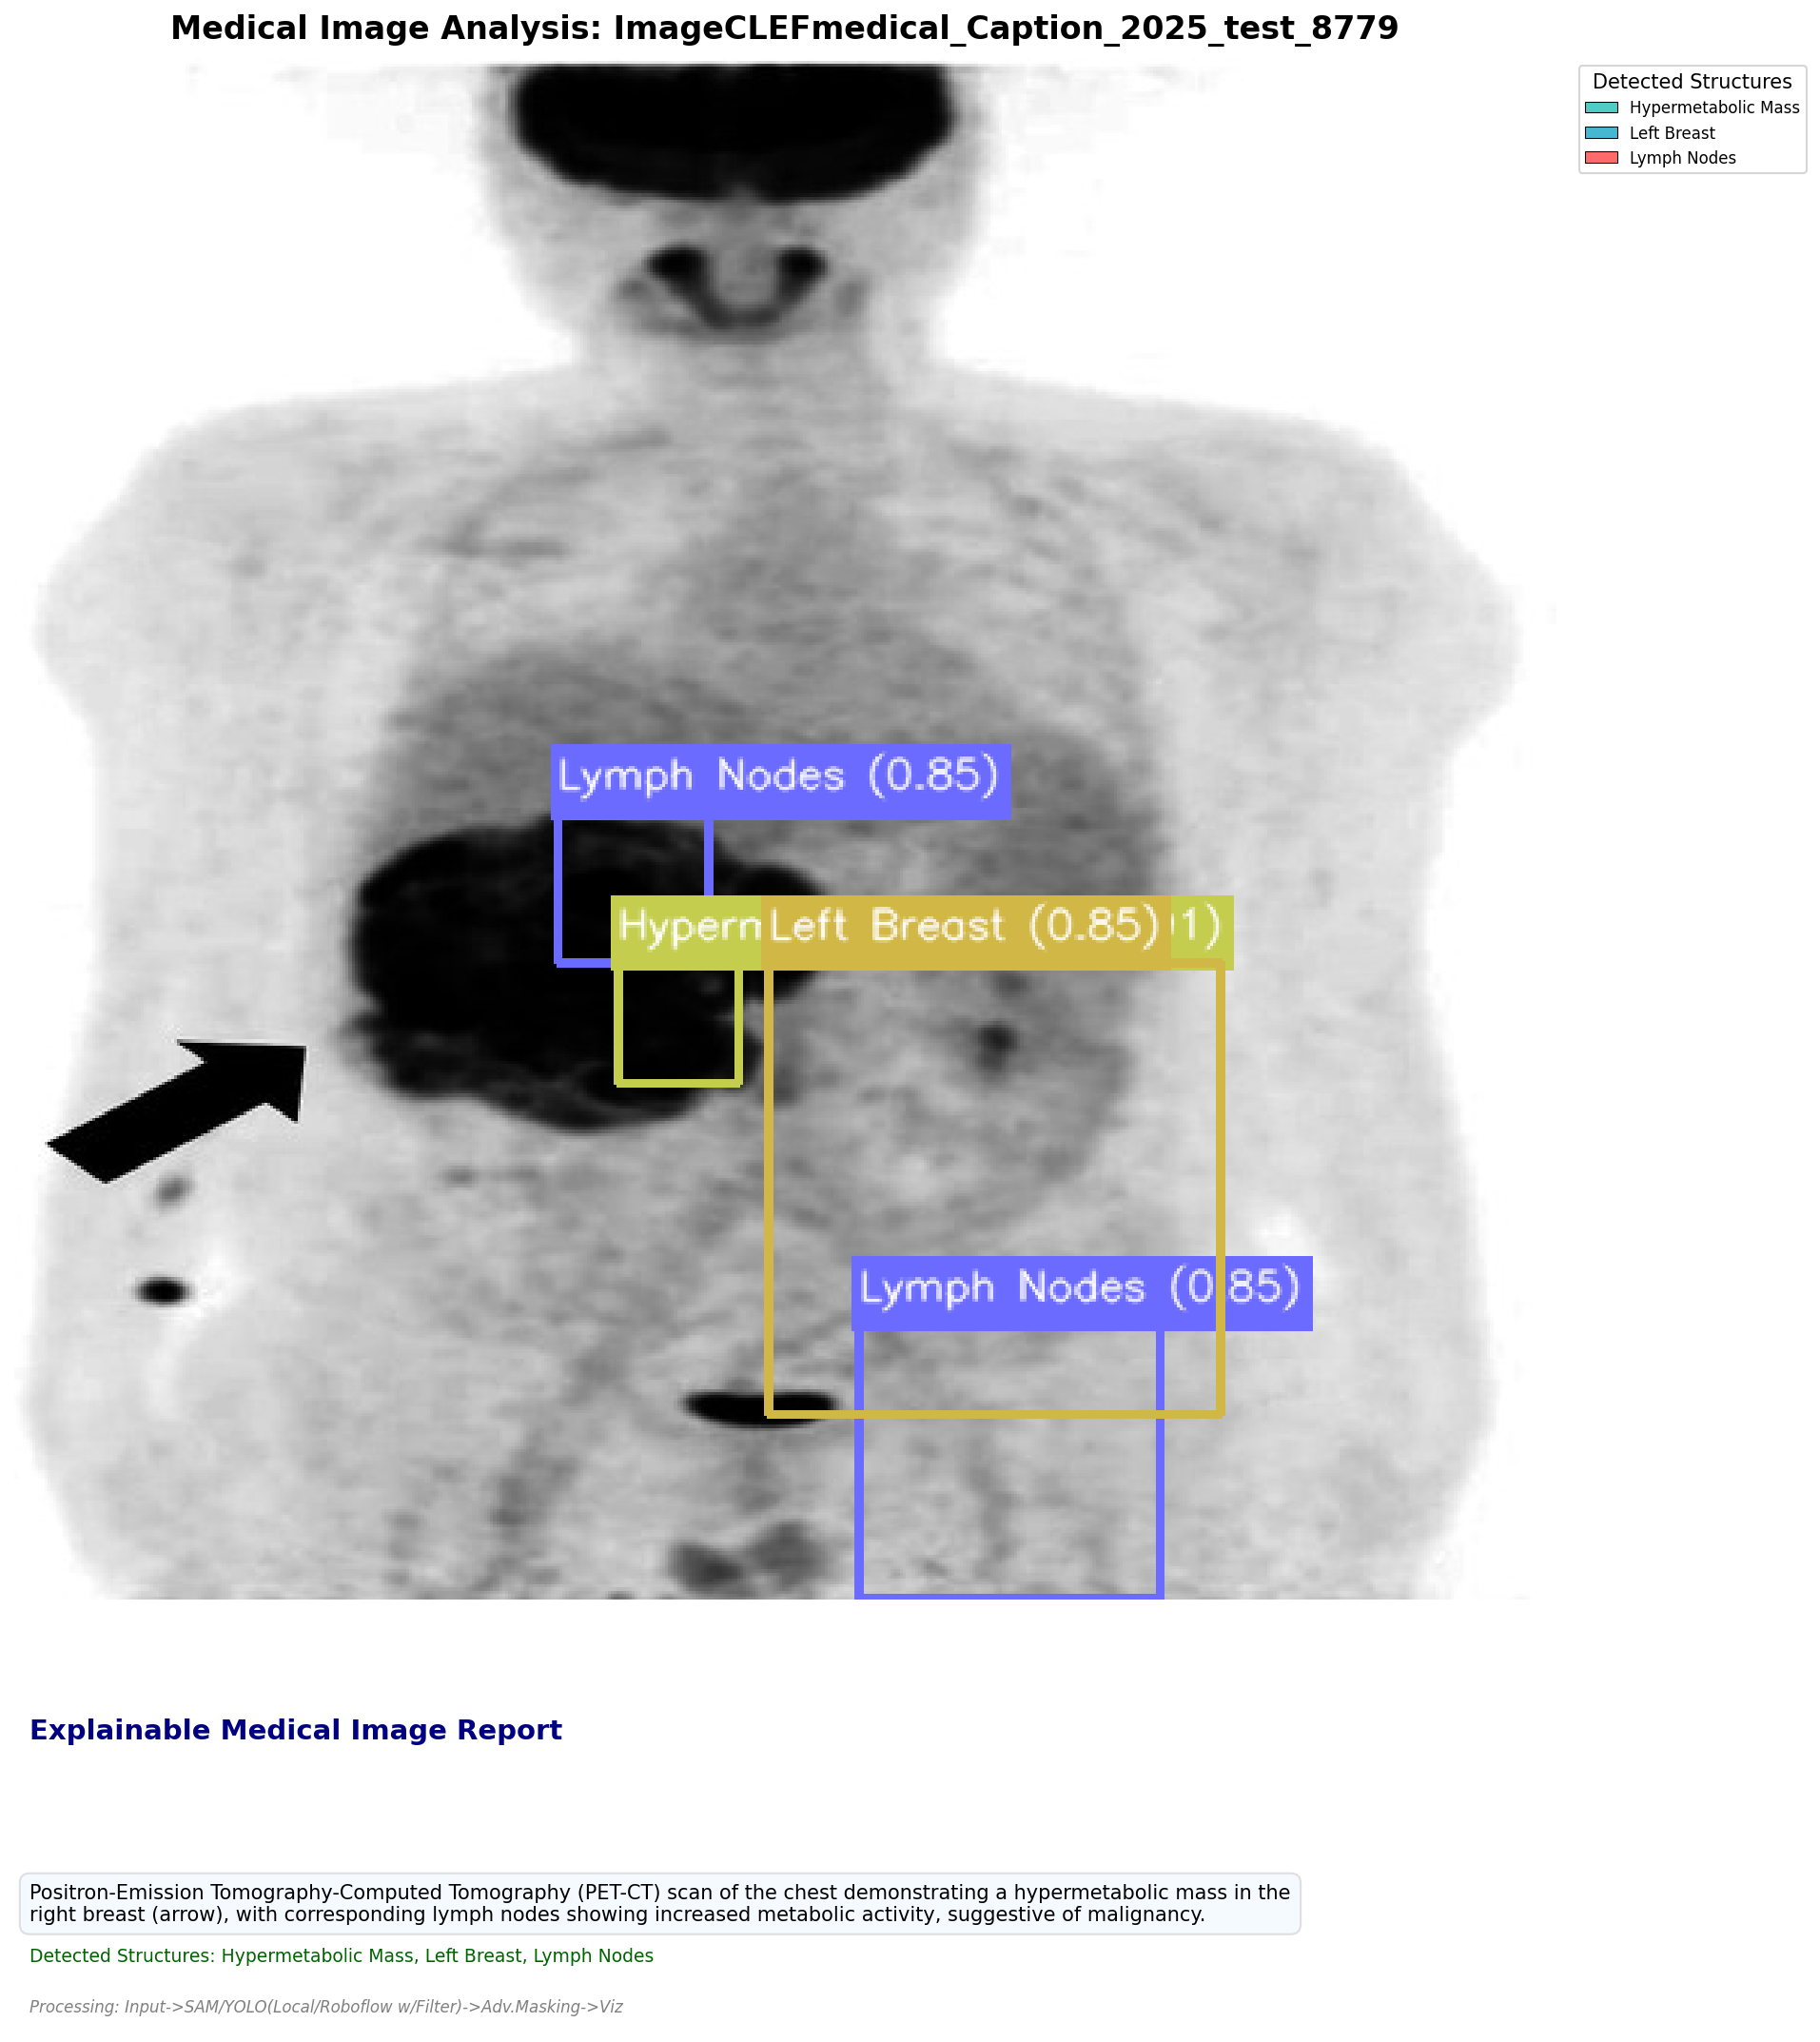 Medical Image Analysis: ImageCLEFmedical_Caption_2025_test_8779
Detected Structures
Hypermetabolic Mass
Left Breast
Lymph Nodes
Lymph Nodes (0.85)
Left Breast (0.85)
Lymph Nodes (0.85)
Explainable Medical Image Report
Positron-Emission Tomography-Computed Tomography (PET-CT) scan of the chest demonstrating a hypermetabolic mass in the
right breast (arrow), with corresponding lymph nodes showing increased metabolic activity, suggestive of malignancy.
Detected Structures: Hypermetabolic Mass, Left Breast, Lymph Nodes
Processing: Input->SAM/YOLO(Local/Roboflow w/Filter)->Adv.Masking->Viz